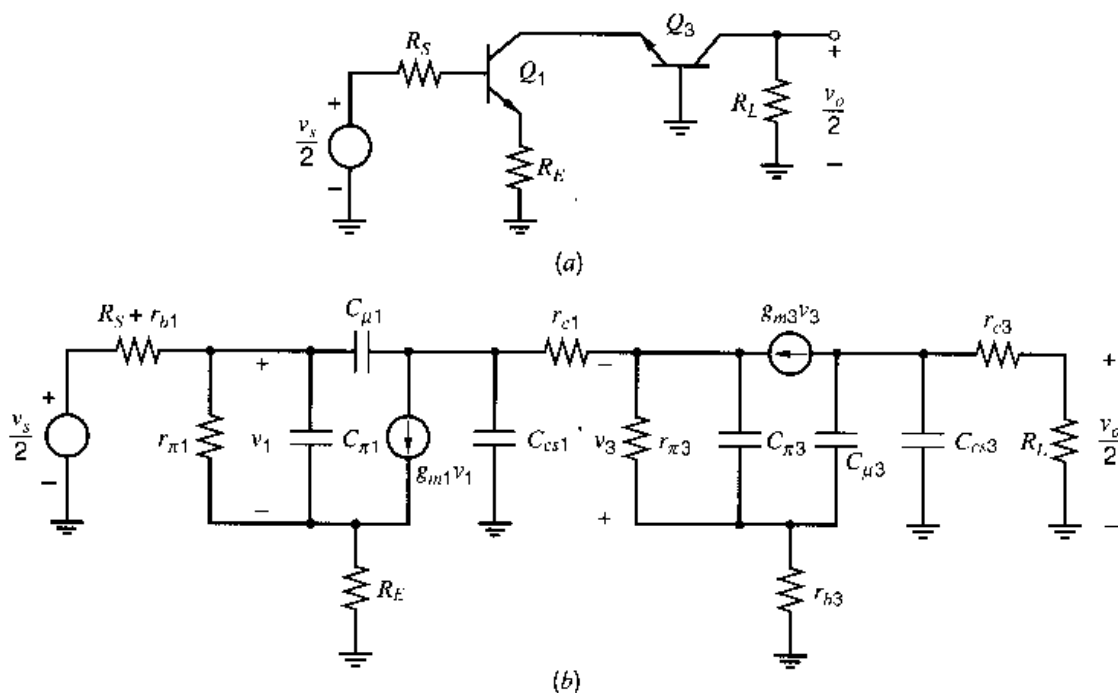 Q3
RS
Q1
+
vs/2
−
RE
RL
+
vo/2
−
(a)
RS + rb1
Cμ1
rc1
gm3v3
rc3
+
vs/2
−
rπ1
+
v1
−
Cπ1
gm1v1
Ccs1
−
v3
+
rπ3
Cπ3
Cμ3
Ccs3
RL
+
vo/2
−
RE
rb3
(b)